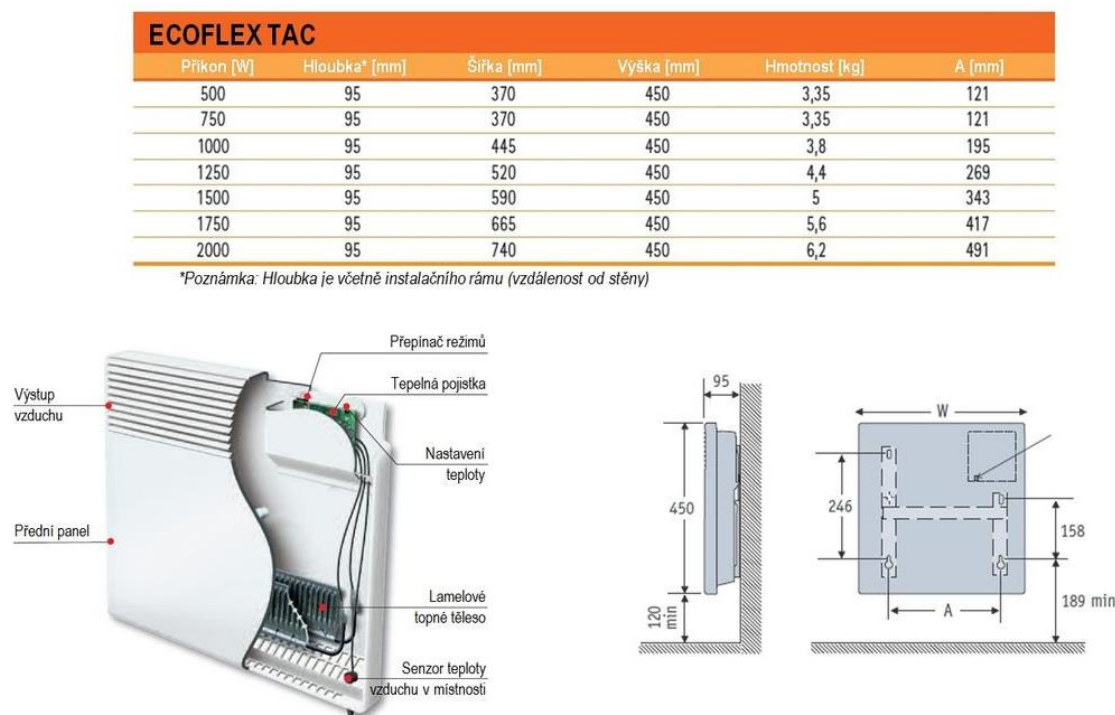 ECOFLEX TAC
Příkon [W] Hloubka* [mm] Šířka [mm] Výška [mm] Hmotnost [kg] A [mm]
500 95 370 450 3,35 121
750 95 370 450 3,35 121
1000 95 445 450 3,8 195
1250 95 520 450 4,4 269
1500 95 590 450 5 343
1750 95 665 450 5,6 417
2000 95 740 450 6,2 491
*Poznámka: Hloubka je včetně instalačního rámu (vzdálenost od stěny)
Přepínač režimů
Tepelná pojistka
Výstup
vzduchu
Nastavení
teploty
Přední panel
Lamelové
topné těleso
Senzor teploty
vzduchu v místnosti
95
450
120
min
W
246
158
A
189 min